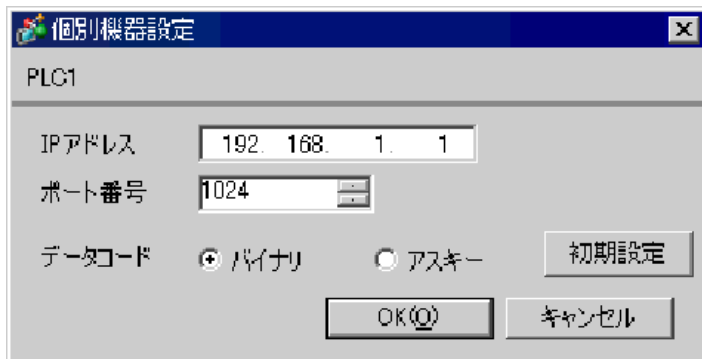 個別機器設定
PLC1
IPアドレス 192. 168. 1. 1
ポート番号 1024
データコード バイナリ アスキー 初期設定
OK(O) キャンセル